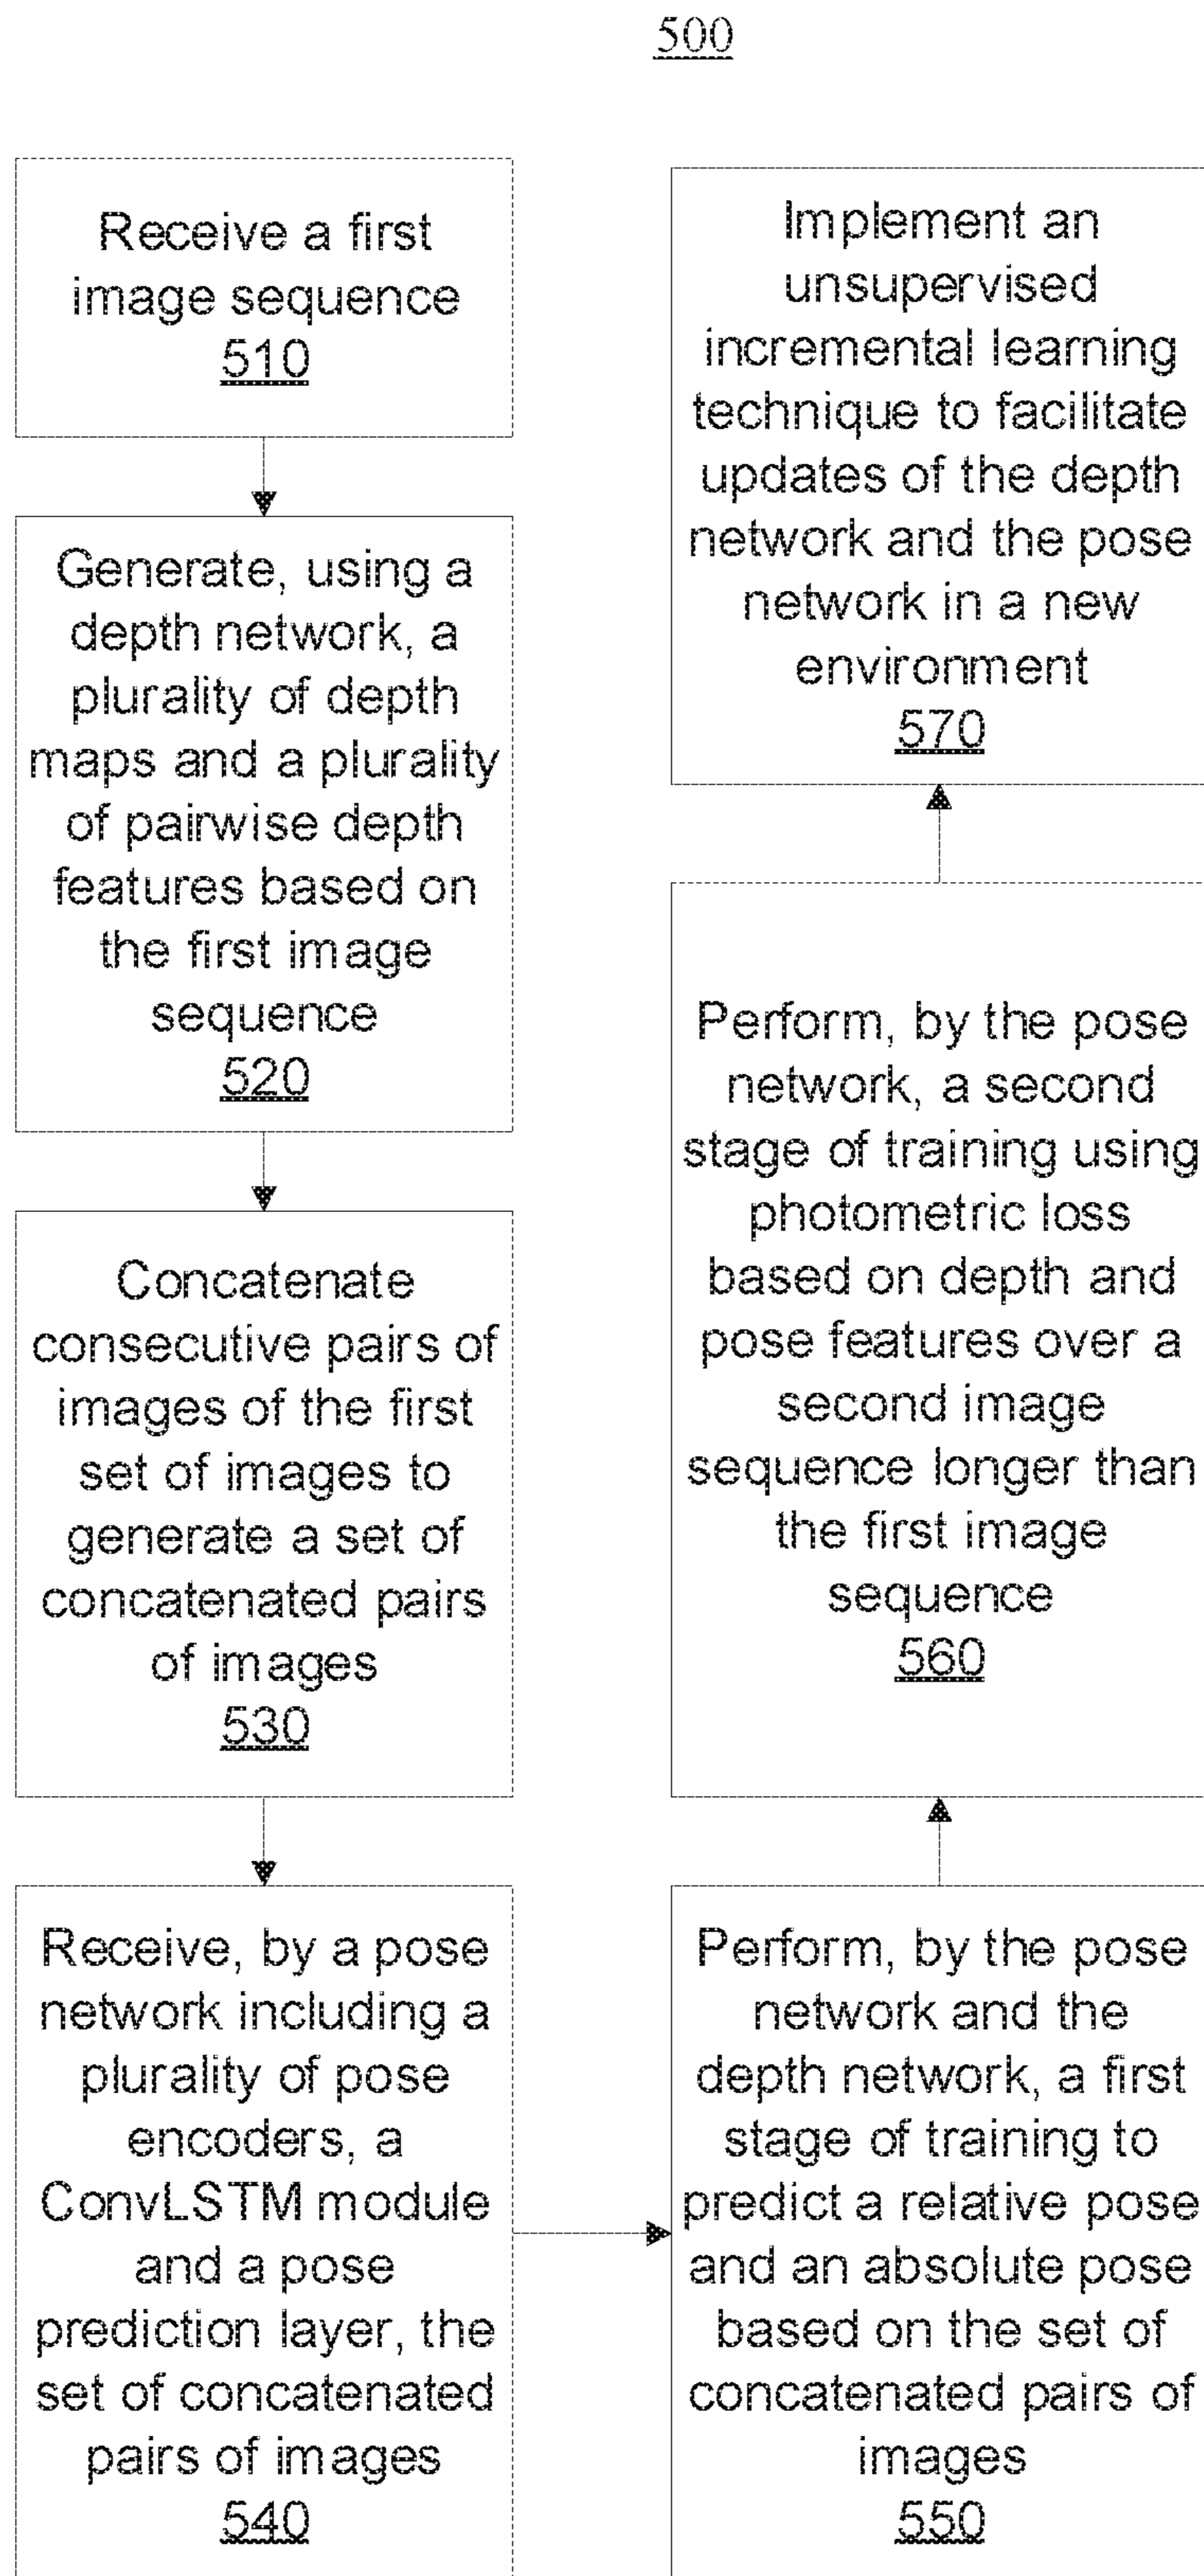 500
Receive a first
image sequence
510
Generate, using a
depth network, a
plurality of depth
maps and a plurality
of pairwise depth
features based on
the first image
sequence
520
Concatenate
consecutive pairs of
images of the first
set of images to
generate a set of
concatenated pairs
of images
530
Receive, by a pose
network including a
plurality of pose
encoders, a
ConvLSTM module
and a pose
prediction layer, the
set of concatenated
pairs of images
540
Perform, by the pose
network and the
depth network, a first
stage of training to
predict a relative pose
and an absolute pose
based on the set of
concatenated pairs of
images
550
Perform, by the pose
network, a second
stage of training using
photometric loss
based on depth and
pose features over a
second image
sequence longer than
the first image
sequence
560
Implement an
unsupervised
incremental learning
technique to facilitate
updates of the depth
network and the pose
network in a new
environment
570